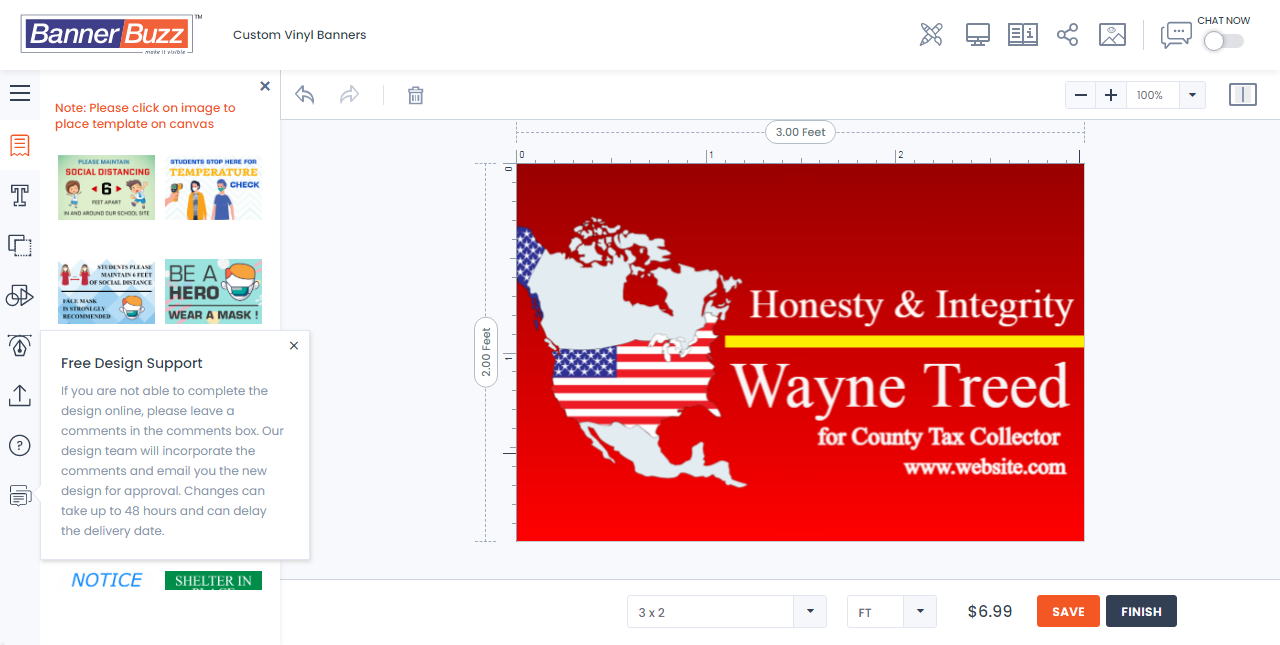 BannerBuzz™
make it visible
Custom Vinyl Banners
CHAT NOW
Note: Please click on image to
place template on canvas
100%
3.00 Feet
0 1 2
0
1
2.00 Feet
PLEASE MAINTAIN
SOCIAL DISTANCING
6
FEET APART
IN AND AROUND OUR SCHOOL SITE
STUDENTS STOP HERE FOR
TEMPERATURE
CHECK
STUDENTS PLEASE
MAINTAIN 6 FEET
OF SOCIAL DISTANCE
FACE MASK
IS STRONGLGY
RECOMMENDED
BE A
HERO
WEAR A MASK !
Free Design Support
If you are not able to complete the
design online, please leave a
comments in the comments box. Our
design team will incorporate the
comments and email you the new
design for approval. Changes can
take up to 48 hours and can delay
the delivery date.
NOTICE
SHELTER IN
PLACE
Honesty & Integrity
Wayne Treed
for County Tax Collector
www.website.com
3 x 2
FT
$6.99
SAVE
FINISH